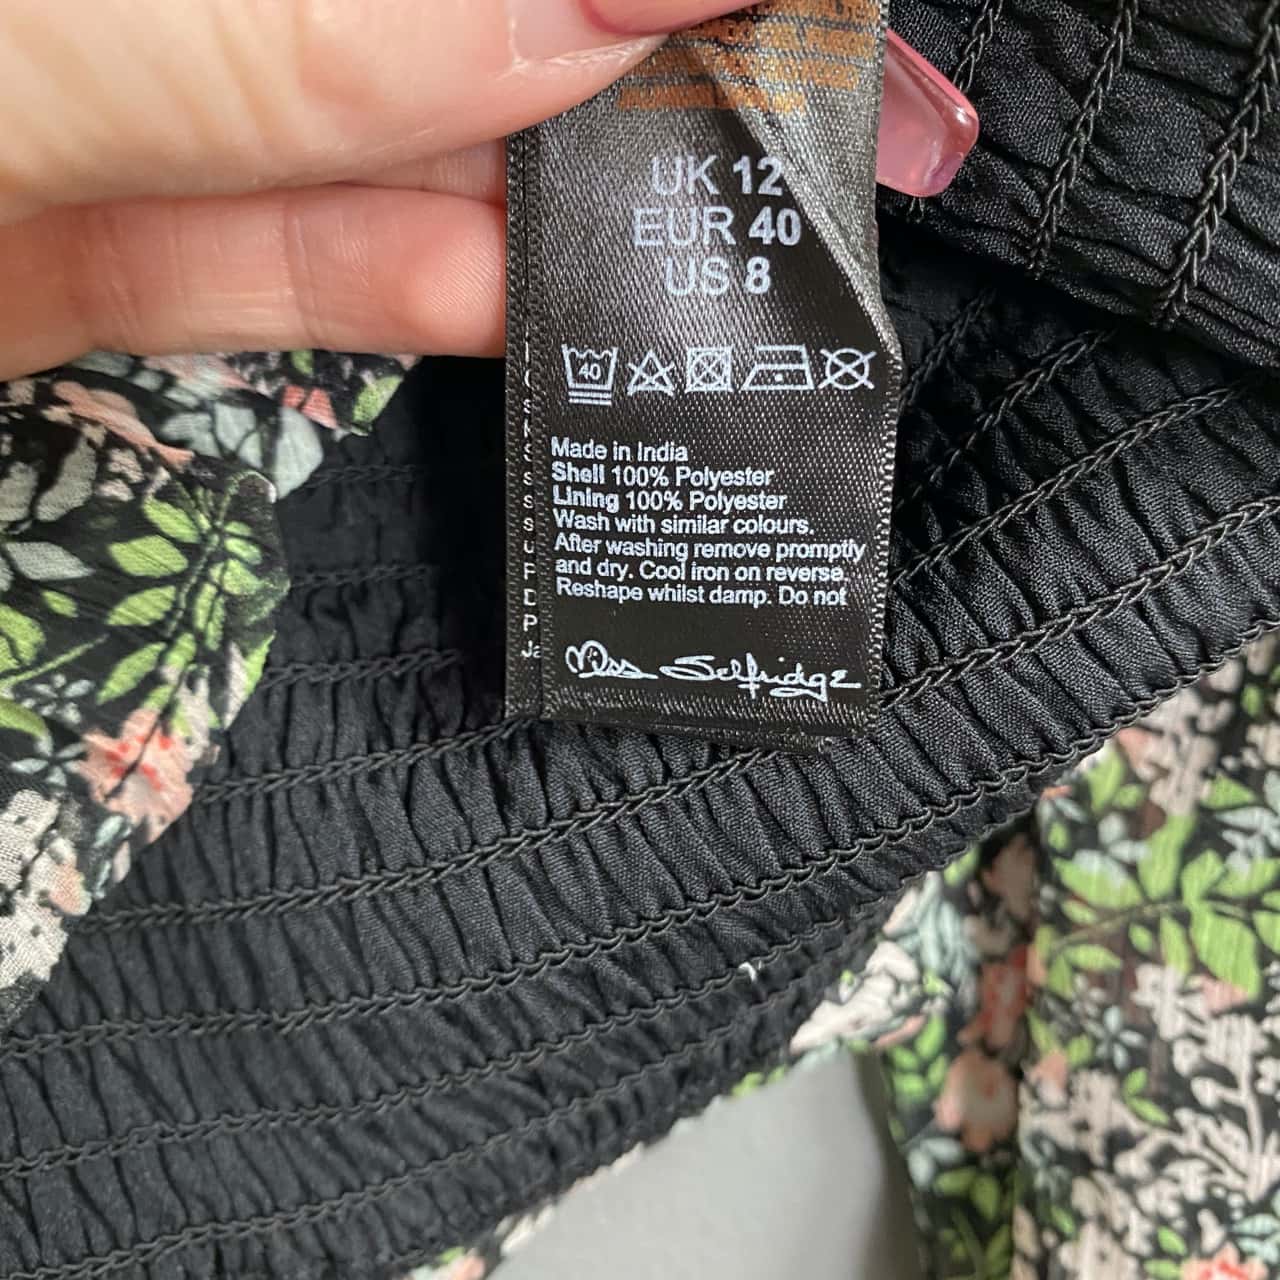 UK 12
EUR 40
US 8
40
Made in India
Shell 100% Polyester
Lining 100% Polyester
Wash with similar colours.
After washing remove promptly
and dry. Cool iron on reverse.
Reshape whilst damp. Do not
Miss Selfridge